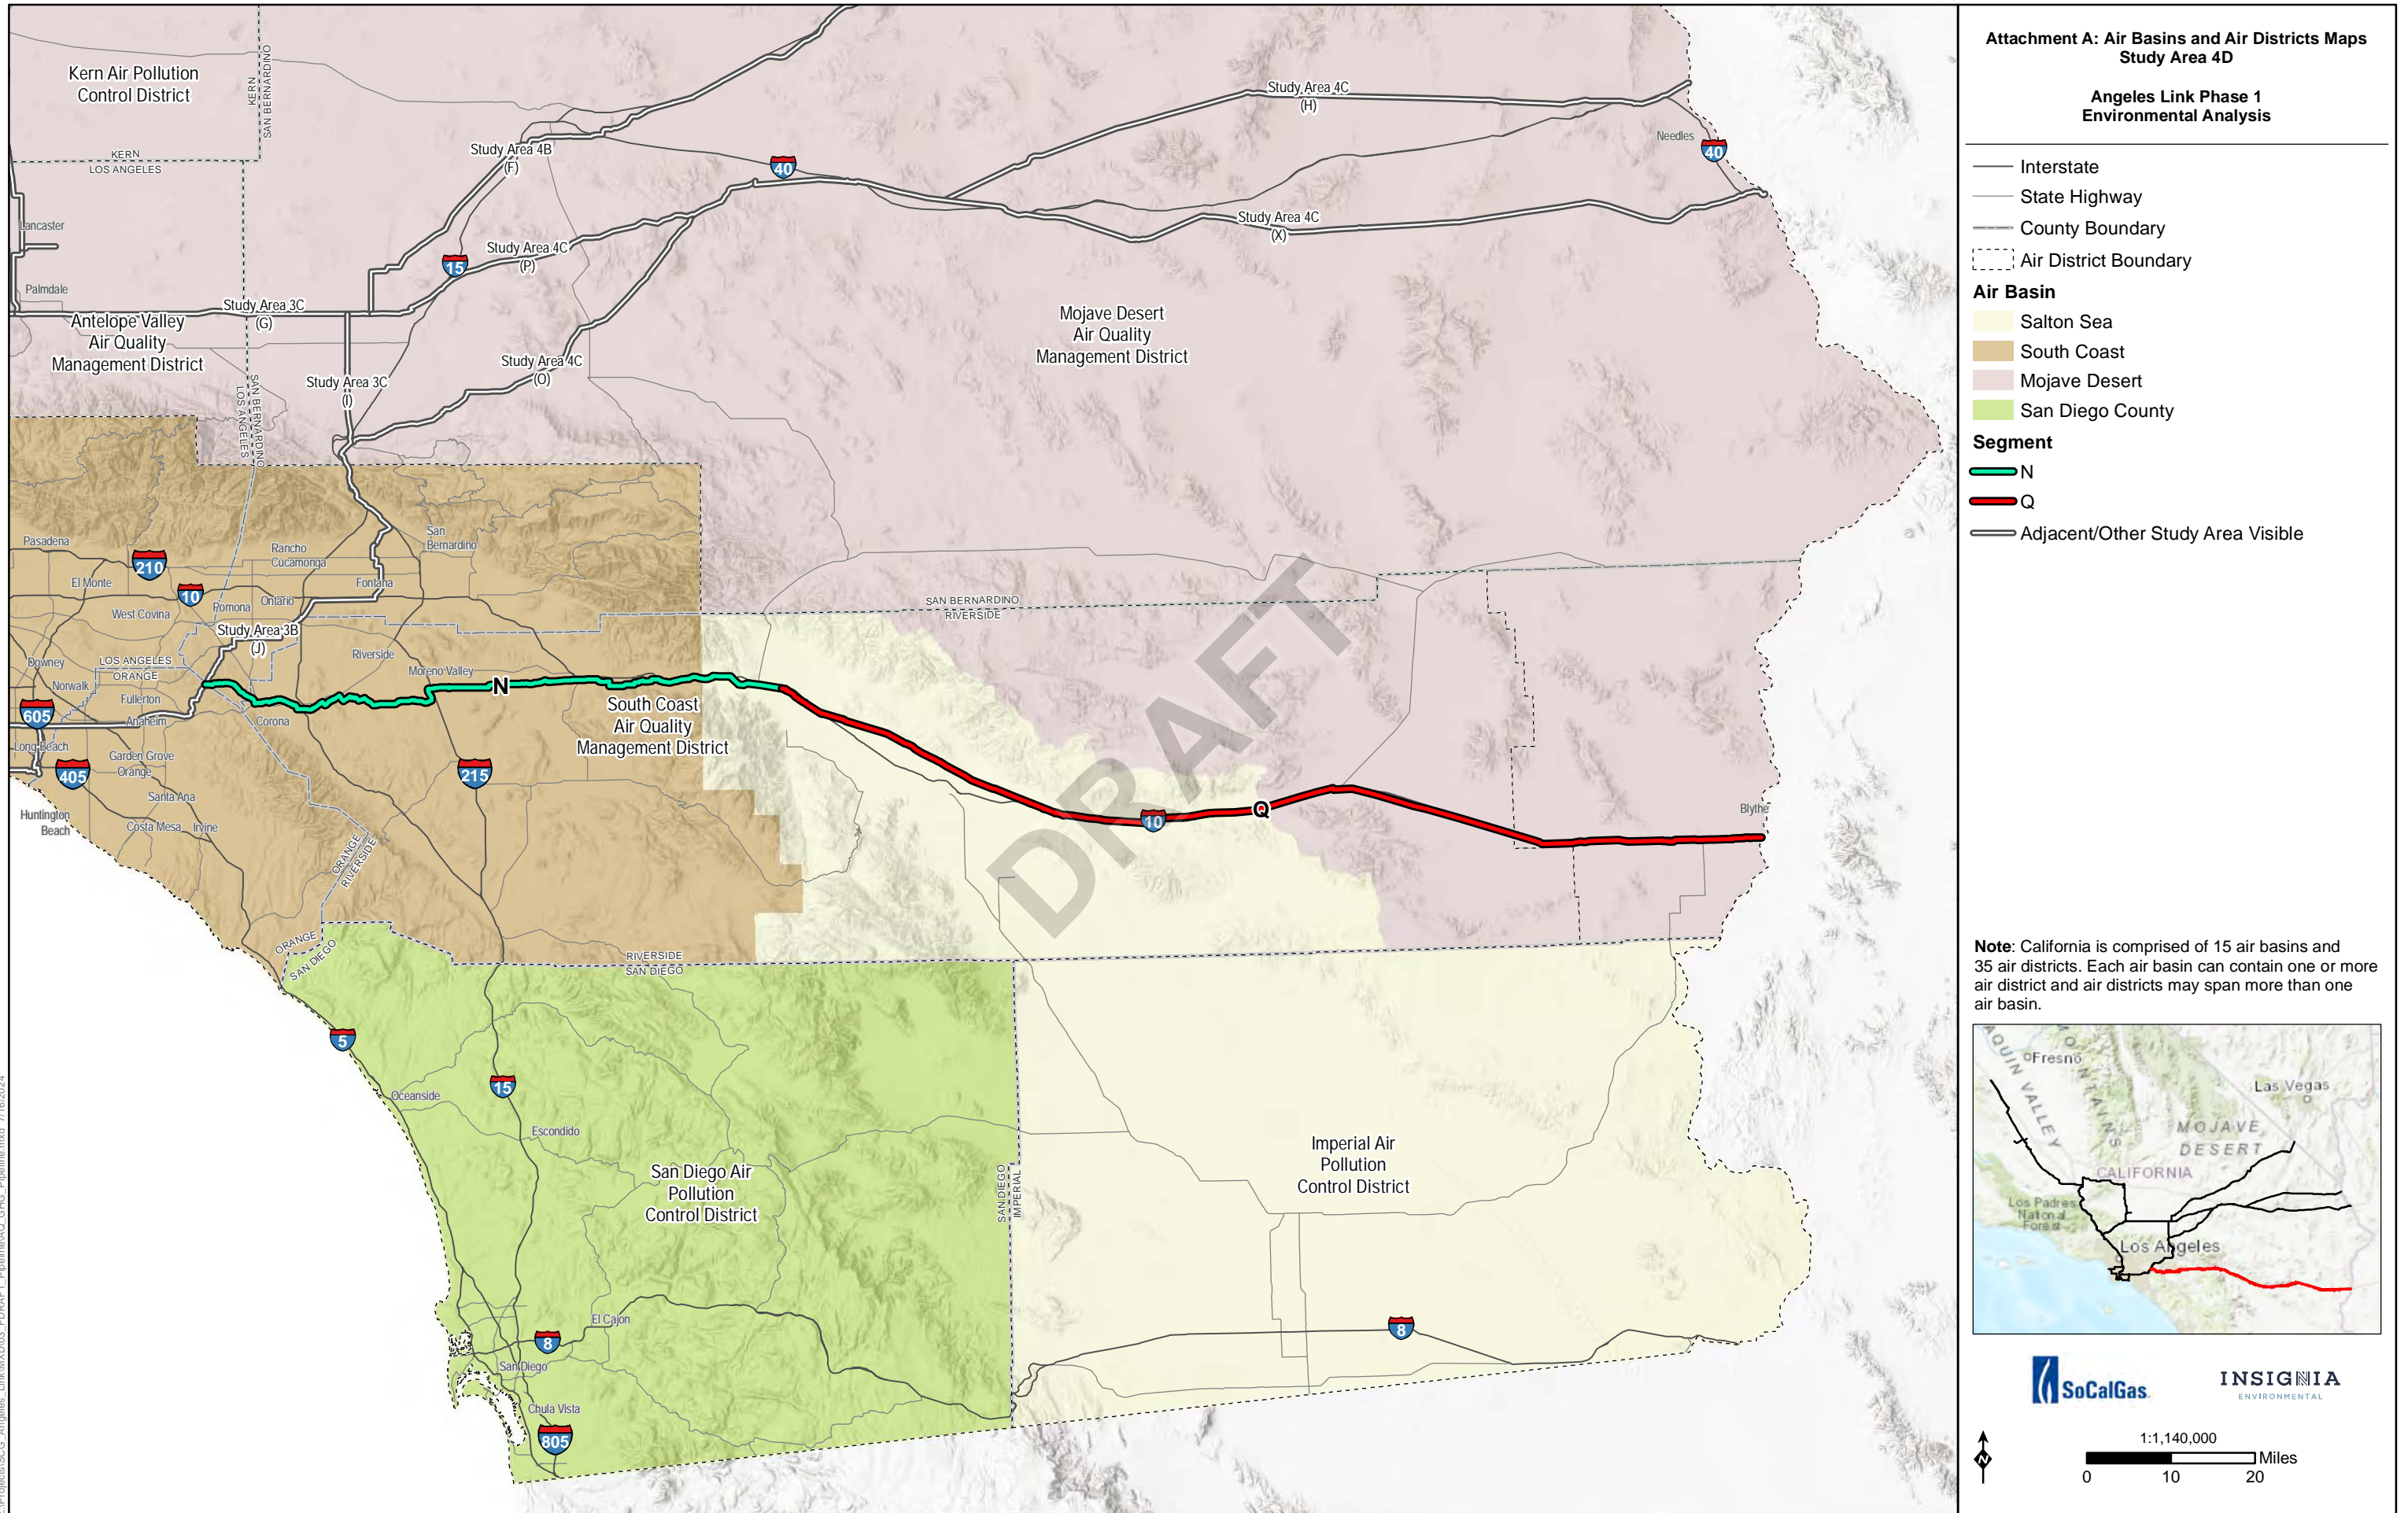 Attachment A: Air Basins and Air Districts Maps
Study Area 4D
Angeles Link Phase 1
Environmental Analysis
Interstate
State Highway
County Boundary
Air District Boundary
Air Basin
Salton Sea
South Coast
Mojave Desert
San Diego County
Segment
N
Q
Adjacent/Other Study Area Visible
Note: California is comprised of 15 air basins and
35 air districts. Each air basin can contain one or more
air district and air districts may span more than one
air basin.
Fresno
Las Vegas
MOJAVE
DESERT
CALIFORNIA
Los Padres
National
Forest
Los Angeles
AQUIN VALLEY
MOUNTAINS
SoCalGas
INSIGNIA
ENVIRONMENTAL
1:1,140,000
Miles
0 10 20
N
Kern Air Pollution
Control District
KERN
SAN BERNARDINO
KERN
LOS ANGELES
Lancaster
Palmdale
Study Area 3C
(G)
Antelope Valley
Air Quality
Management District
Study Area 4B
(F)
Study Area 4C
(P)
15
40
Study Area 4C
(H)
Needles
40
Study Area 4C
(X)
Study Area 4C
(O)
Study Area 3C
(I)
Mojave Desert
Air Quality
Management District
LOS ANGELES
SAN BERNARDINO
Pasadena
210
El Monte
10
West Covina
Pomona
Ontario
Rancho
Cucamonga
San
Bernardino
Fontana
Study Area 3B
(J)
Riverside
Moreno Valley
Downey
Norwalk
LOS ANGELES
ORANGE
Fullerton
Anaheim
605
Corona
Long Beach
405
Garden Grove
Orange
Santa Ana
Huntington
Beach
Costa Mesa
Irvine
215
N
South Coast
Air Quality
Management District
SAN BERNARDINO
RIVERSIDE
DRAFT
10
Q
Blythe
ORANGE
RIVERSIDE
ORANGE
SAN DIEGO
RIVERSIDE
SAN DIEGO
5
15
Oceanside
Escondido
San Diego Air
Pollution
Control District
SAN DIEGO
IMPERIAL
Imperial Air
Pollution
Control District
El Cajon
8
San Diego
Chula Vista
805
8